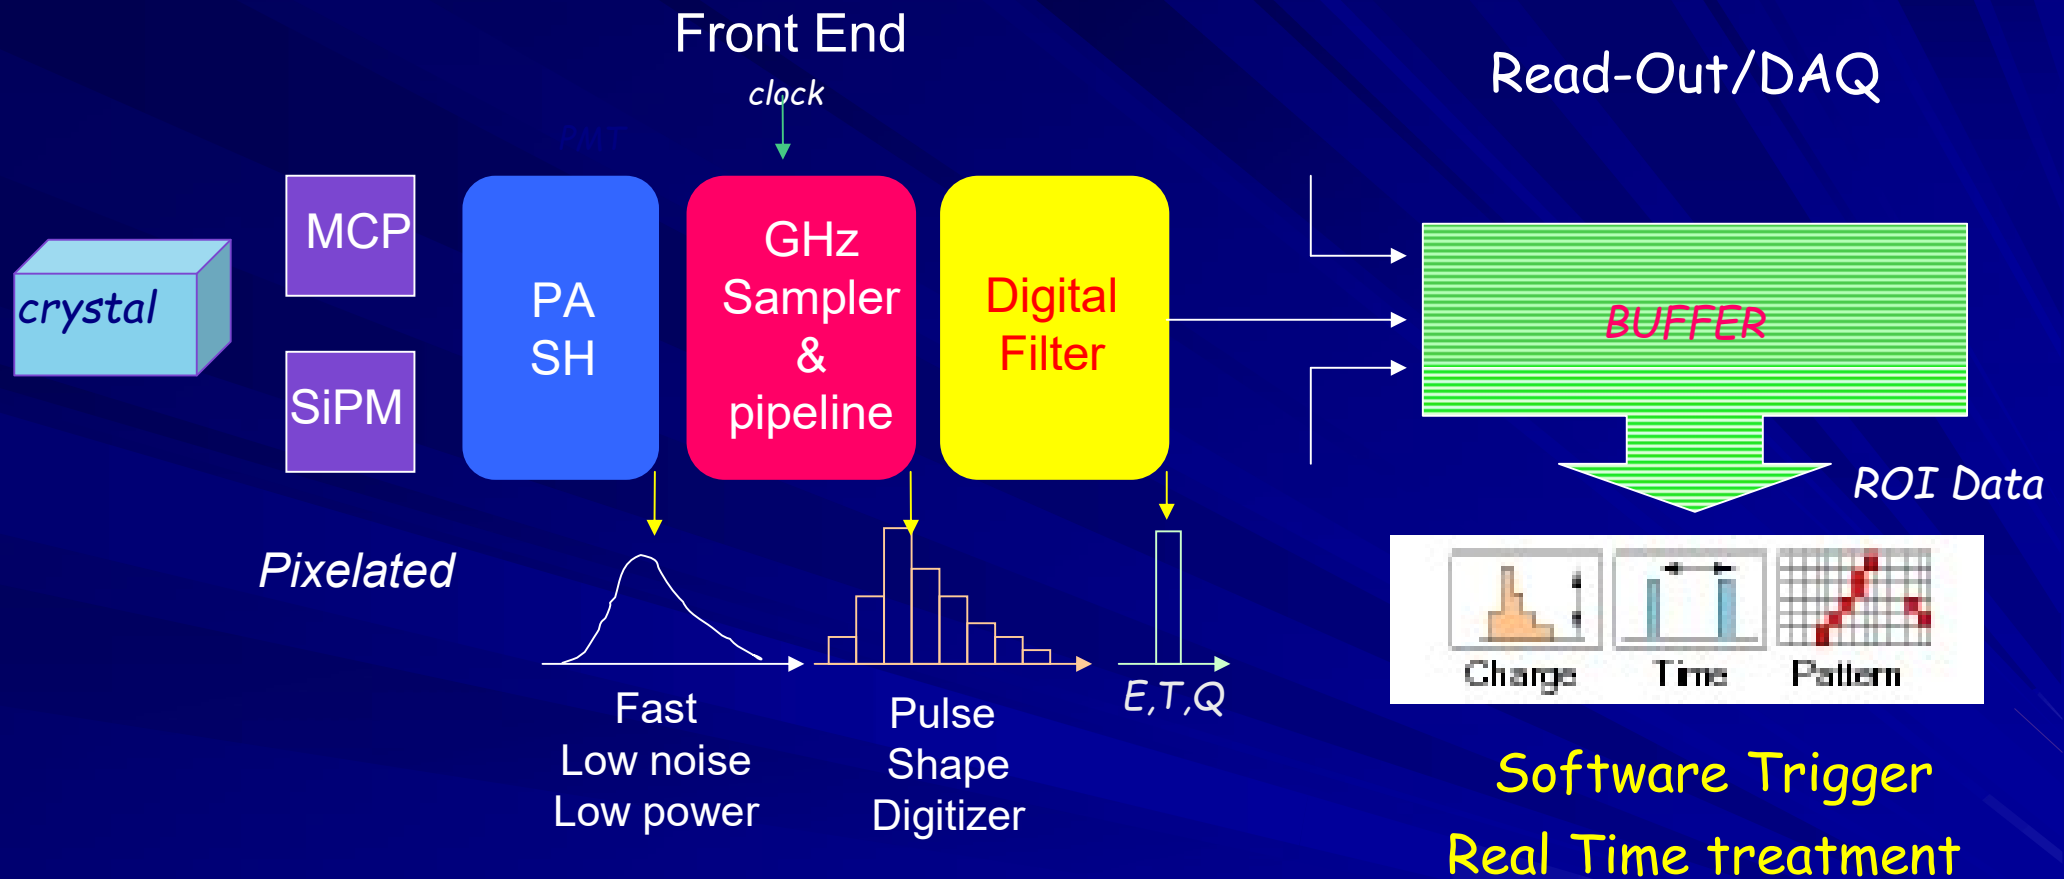 Front End
clock
Read-Out/DAQ
PMT
crystal
MCP
SiPM
PA
SH
GHz
Sampler
&
pipeline
Digital
Filter
BUFFER
ROI Data
Pixelated
Fast
Low noise
Low power
Pulse
Shape
Digitizer
E,T,Q
Charge
Time
Pattern
Software Trigger
Real Time treatment